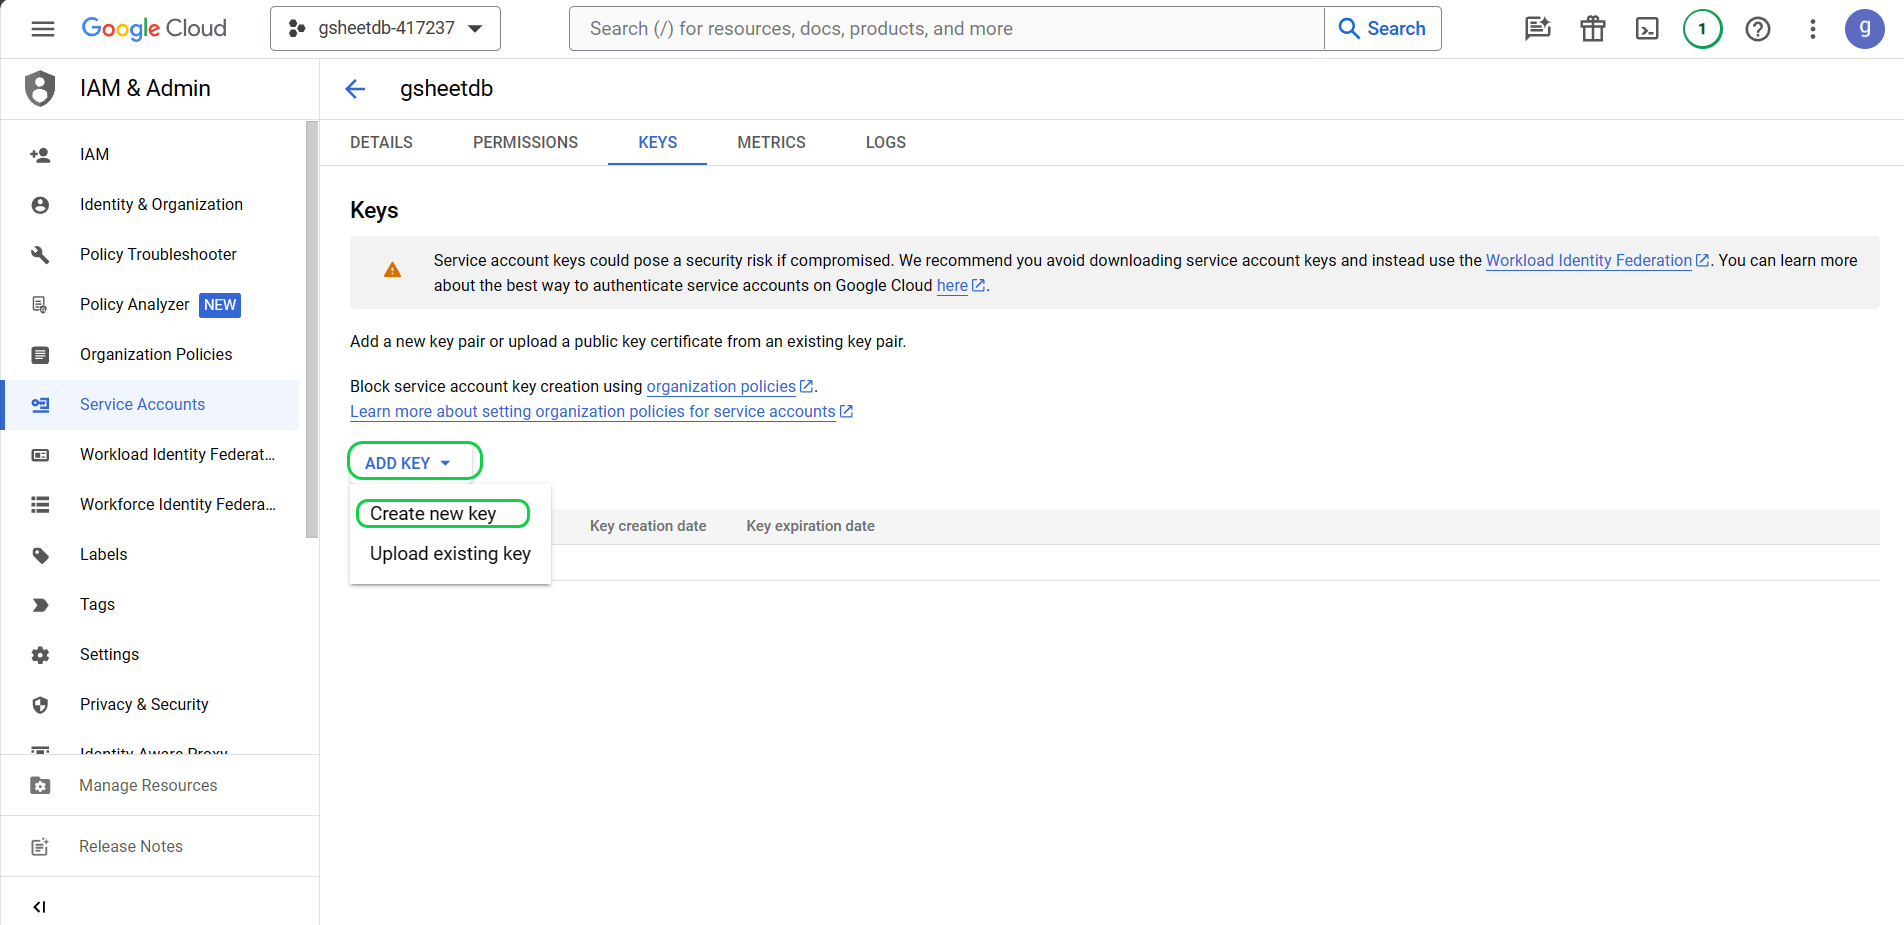 Google Cloud
gsheetdb-417237
Search (/) for resources, docs, products, and more
Search
1
g
IAM & Admin
gsheetdb
DETAILS
PERMISSIONS
KEYS
METRICS
LOGS
IAM
Identity & Organization
Policy Troubleshooter
Policy Analyzer NEW
Organization Policies
Service Accounts
Workload Identity Federat...
Workforce Identity Federa...
Labels
Tags
Settings
Privacy & Security
Identity-Aware Proxy
Manage Resources
Release Notes
Keys
Service account keys could pose a security risk if compromised. We recommend you avoid downloading service account keys and instead use the Workload Identity Federation. You can learn more
about the best way to authenticate service accounts on Google Cloud here.
Add a new key pair or upload a public key certificate from an existing key pair.
Block service account key creation using organization policies.
Learn more about setting organization policies for service accounts
ADD KEY
Create new key
Upload existing key
Key creation date
Key expiration date